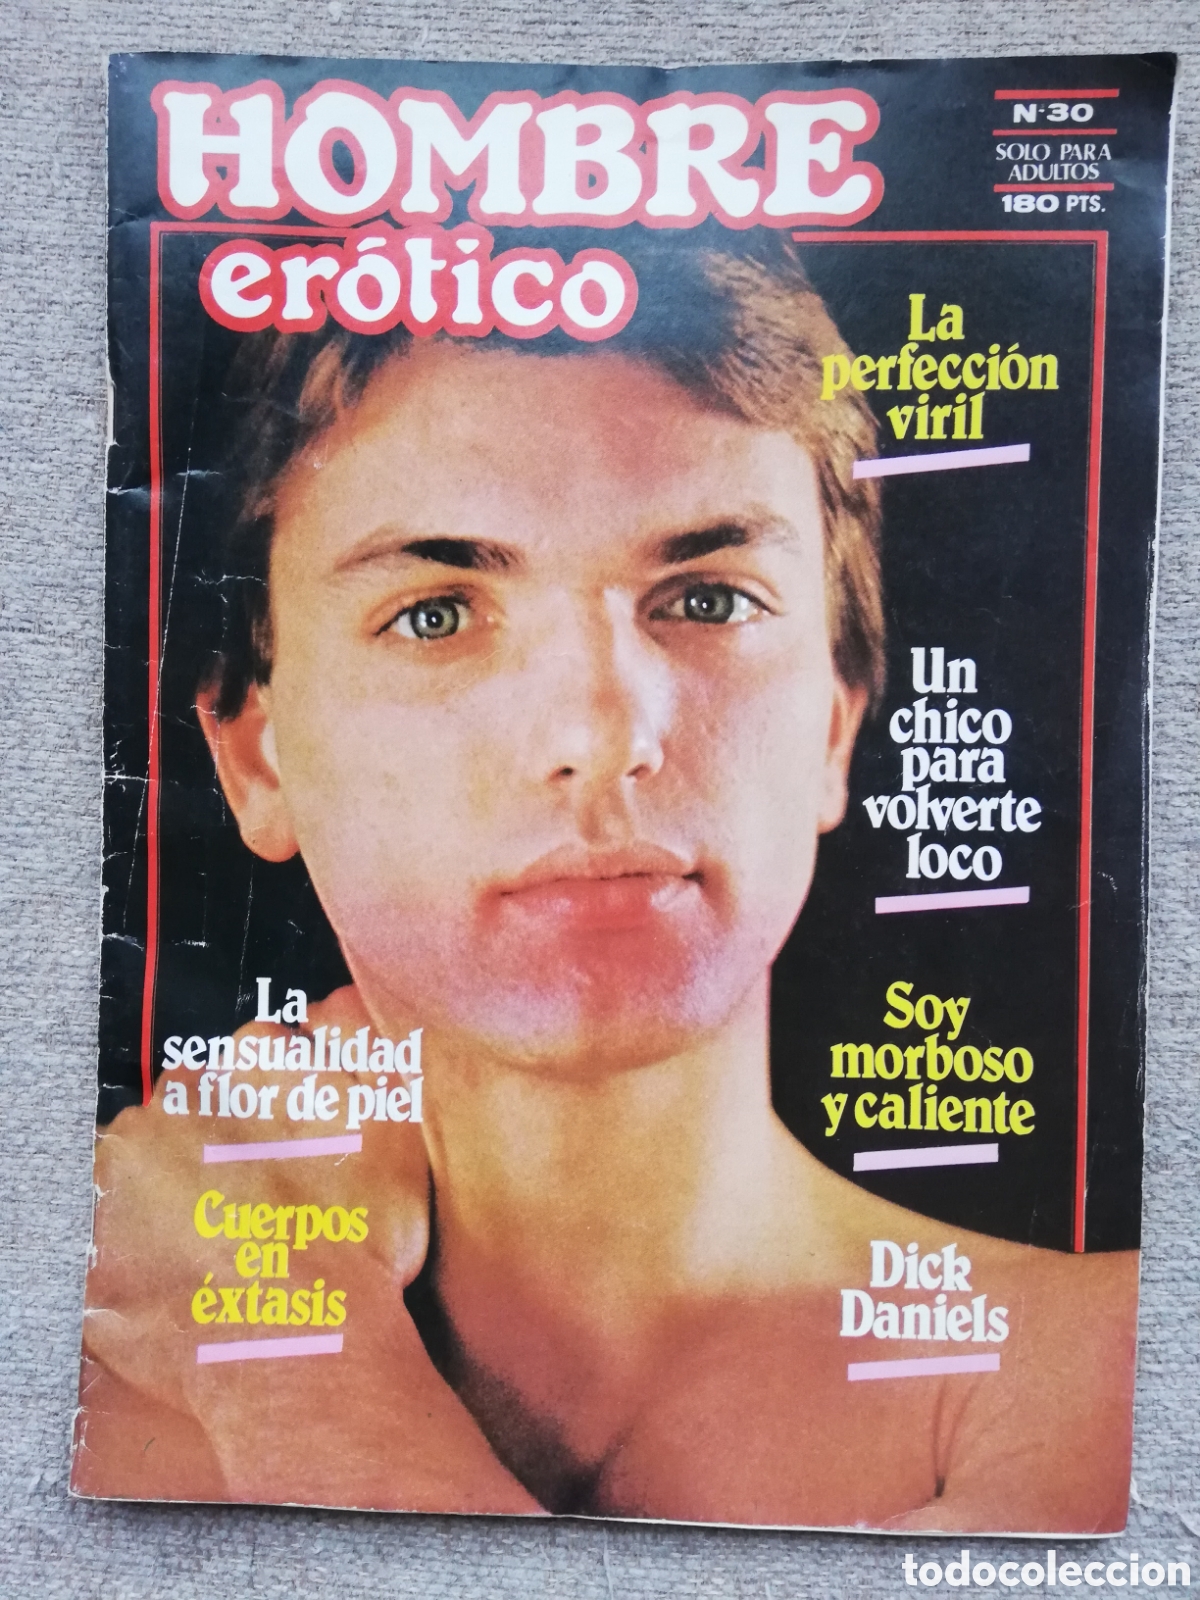 HOMBRE
erótico
N-30
SOLO PARA
ADULTOS
180 PTS.
La
perfección
viril
Un
chico
para
volverte
loco
La
sensualidad
a flor de piel
Soy
morboso
y caliente
Cuerpos
en
éxtasis
Dick
Daniels
todocoleccion